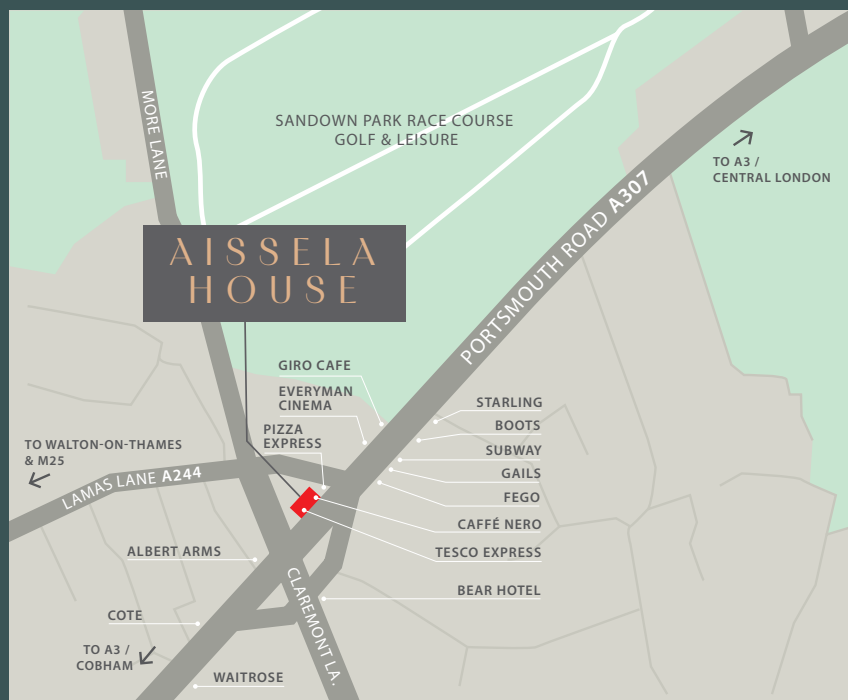 MORE LANE
SANDOWN PARK RACE COURSE
GOLF & LEISURE
TO A3 /
CENTRAL LONDON
PORTSMOUTH ROAD A307
AISSELA
HOUSE
GIRO CAFE
EVERYMAN
CINEMA
PIZZA
EXPRESS
STARLING
BOOTS
SUBWAY
GAILS
FEGO
CAFFÉ NERO
TESCO EXPRESS
BEAR HOTEL
TO WALTON-ON-THAMES
& M25
LAMAS LANE A244
ALBERT ARMS
CLAREMONT LA.
COTE
TO A3 /
COBHAM
WAITROSE